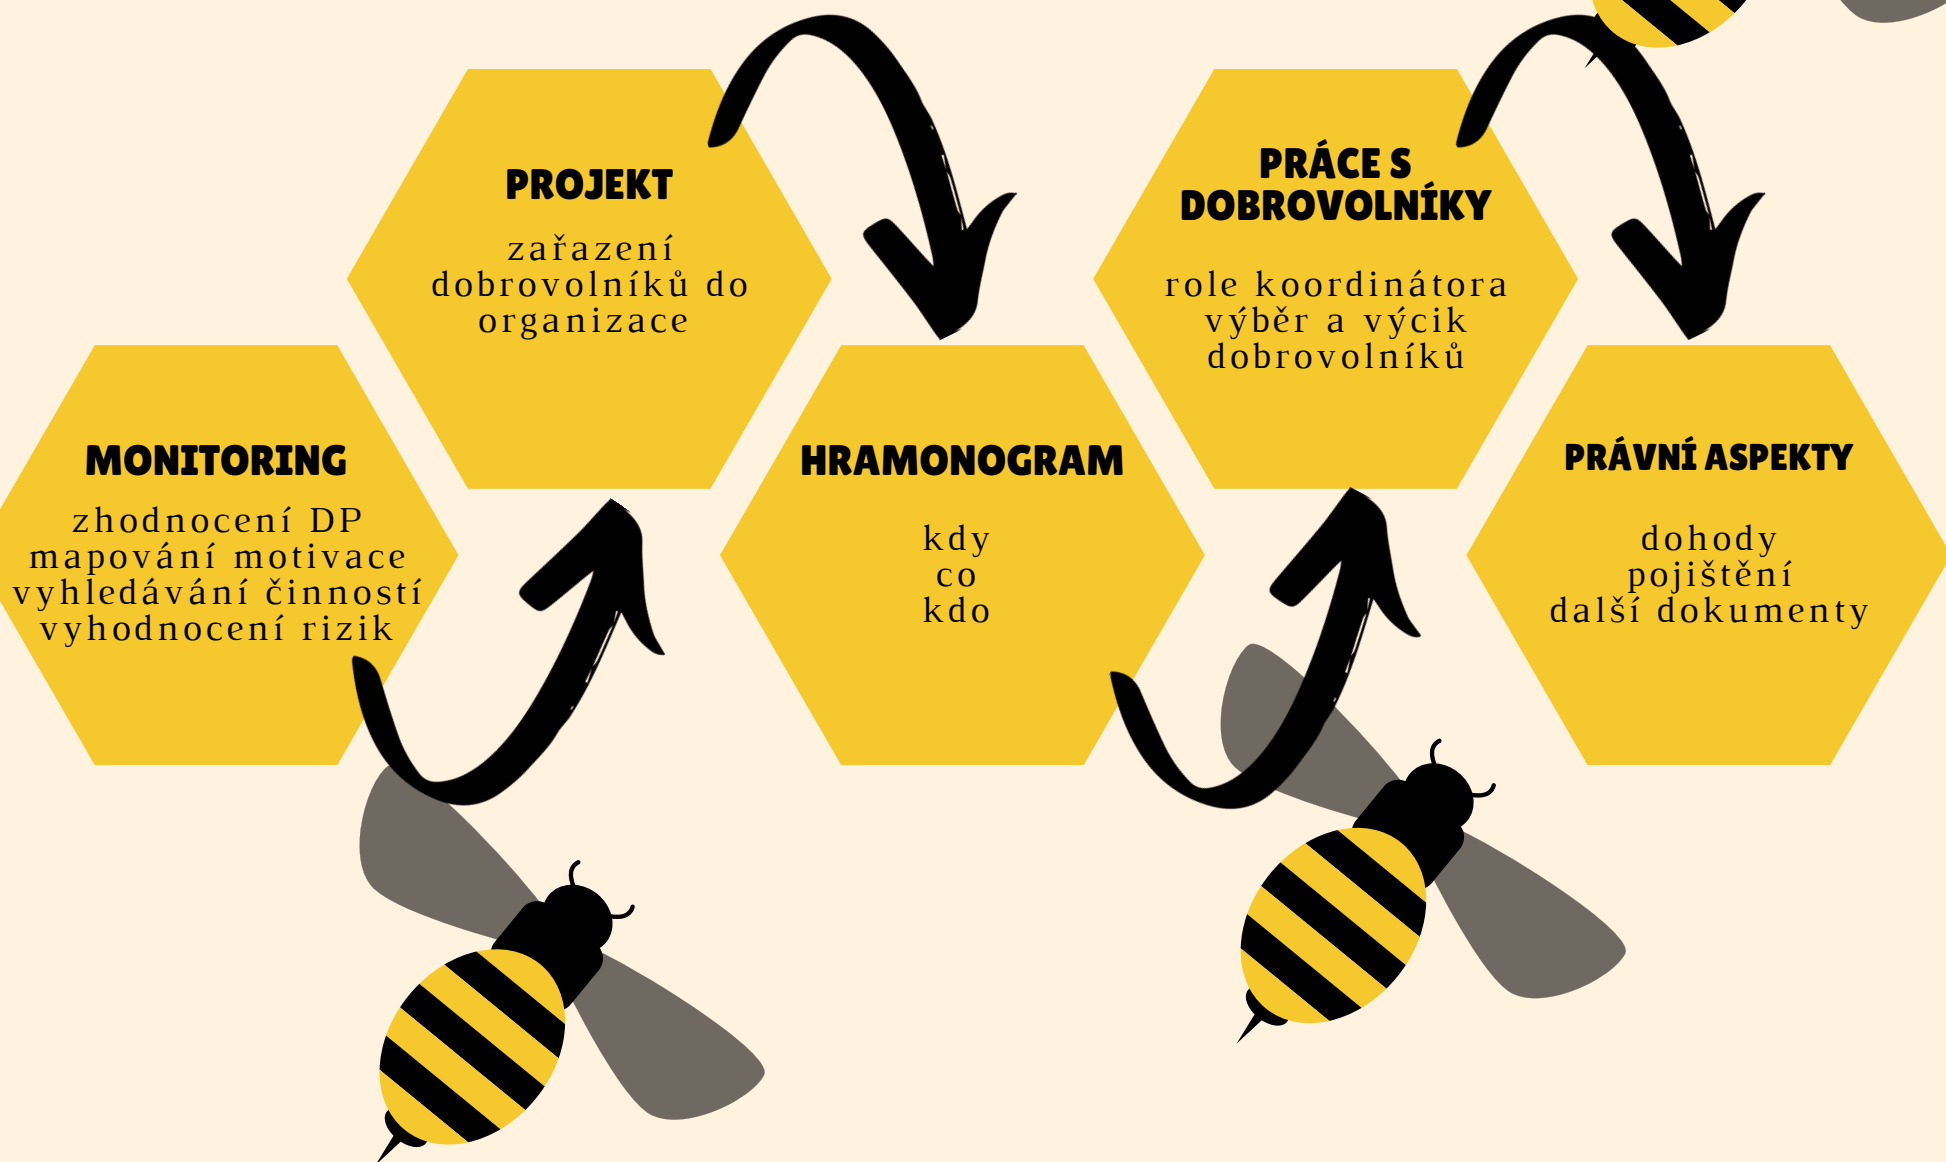 MONITORING
zhodnocení DP
mapování motivace
vyhledávání činností
vyhodnocení rizik
PROJEKT
zařazení
dobrovolníků do
organizace
HRAMONOGRAM
kdy
co
kdo
PRÁCE S
DOBROVOLNÍKY
role koordinátora
výběr a výcik
dobrovolníků
PRÁVNÍ ASPEKTY
dohody
pojištění
další dokumenty